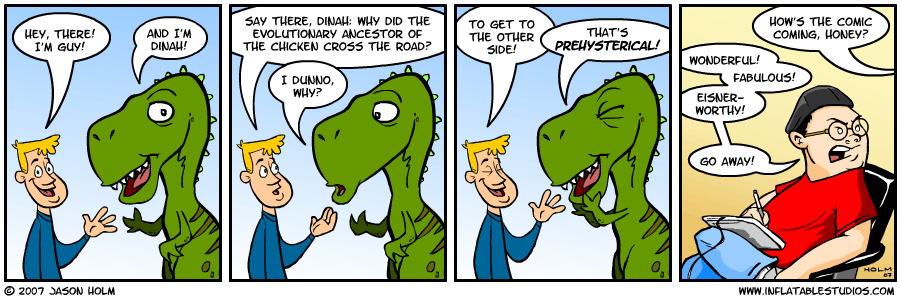 HEY, THERE!
I'M GUY!
AND I'M
DINAH!
SAY THERE, DINAH: WHY DID THE
EVOLUTIONARY ANCESTOR OF
THE CHICKEN CROSS THE ROAD?
I DUNNO,
WHY?
TO GET TO
THE OTHER
SIDE!
THAT'S
PREHYSTERICAL!
HOW'S THE COMIC
COMING, HONEY?
WONDERFUL!
FABULOUS!
EISNER-
WORTHY!
GO AWAY!
HOLM
07
© 2007 JASON HOLM
WWW.INFLATABLESTUDIOS.COM